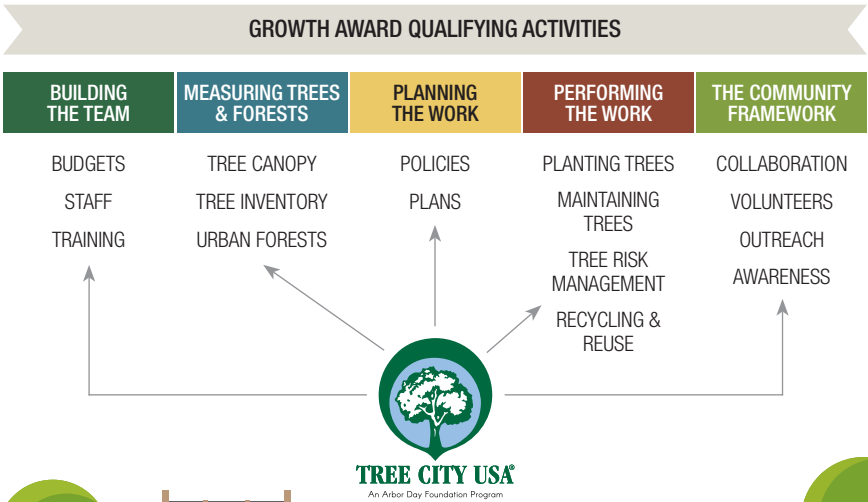 GROWTH AWARD QUALIFYING ACTIVITIES
BUILDING
THE TEAM
BUDGETS
STAFF
TRAINING
MEASURING TREES
& FORESTS
TREE CANOPY
TREE INVENTORY
URBAN FORESTS
PLANNING
THE WORK
POLICIES
PLANS
PERFORMING
THE WORK
PLANTING TREES
MAINTAINING
TREES
TREE RISK
MANAGEMENT
RECYCLING &
REUSE
THE COMMUNITY
FRAMEWORK
COLLABORATION
VOLUNTEERS
OUTREACH
AWARENESS
TREE CITY USA®
An Arbor Day Foundation Program